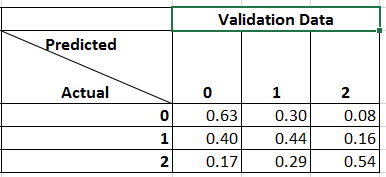 Validation Data
Predicted
Actual 0 1 2
0 0.63 0.30 0.08
1 0.40 0.44 0.16
2 0.17 0.29 0.54